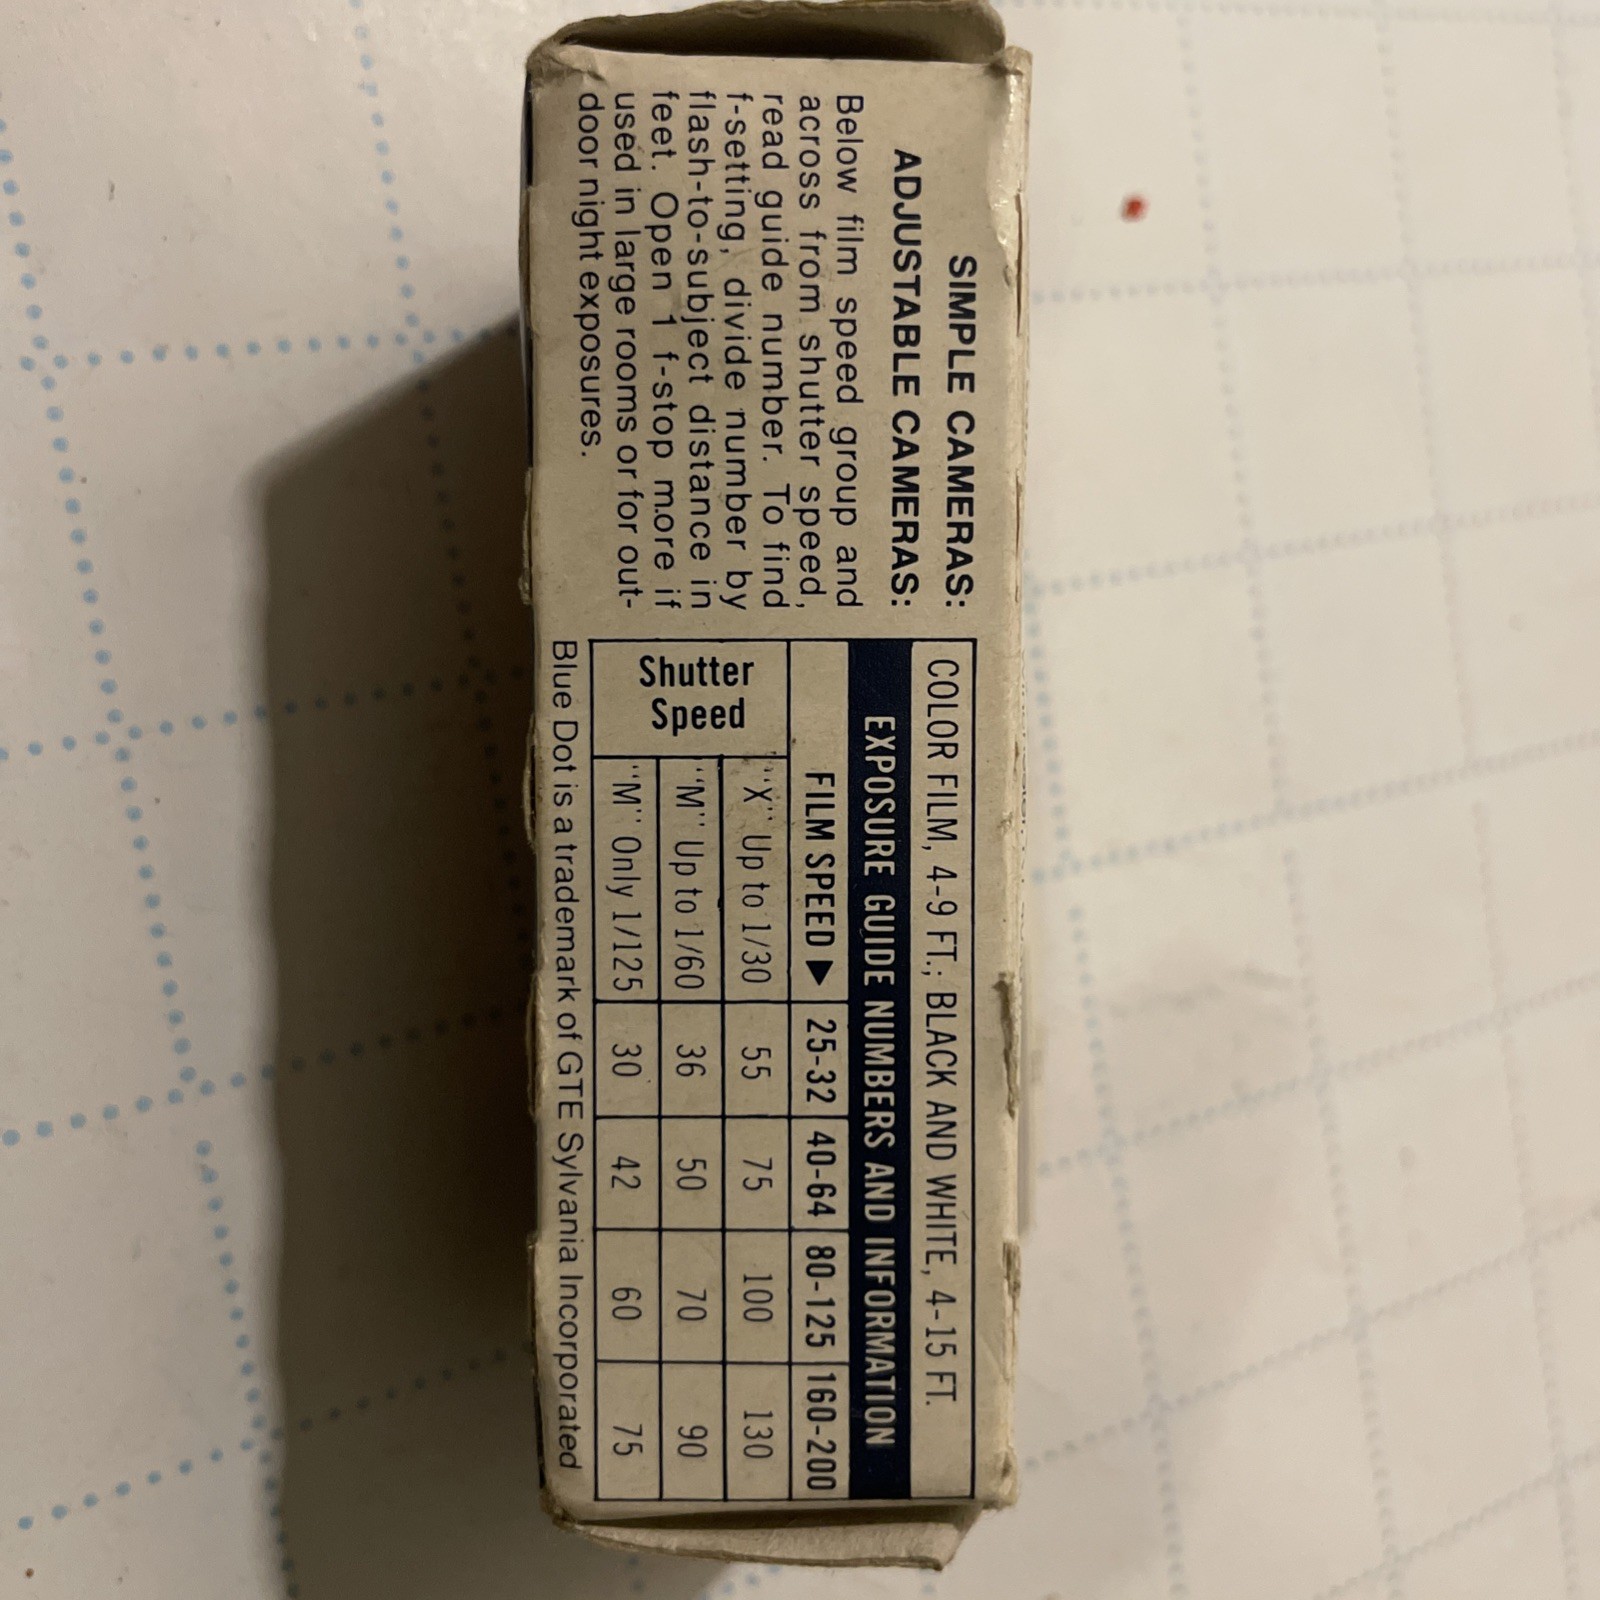 SIMPLE CAMERAS:
COLOR FILM, 4-9 FT.; BLACK AND WHITE, 4-15 FT.
ADJUSTABLE CAMERAS:
Below film speed group and
across from shutter speed,
read guide number. To find
f-setting, divide number by
flash-to-subject distance in
feet. Open 1 f-stop more if
used in large rooms or for out-
door night exposures.
EXPOSURE GUIDE NUMBERS AND INFORMATION
FILM SPEED ▶ 25-32 40-64 80-125 160-200
Shutter
Speed
"X" Up to 1/30 55 75 100 130
"M" Up to 1/60 36 50 70 90
"M" Only 1/125 30 42 60 75
Blue Dot is a trademark of GTE Sylvania Incorporated